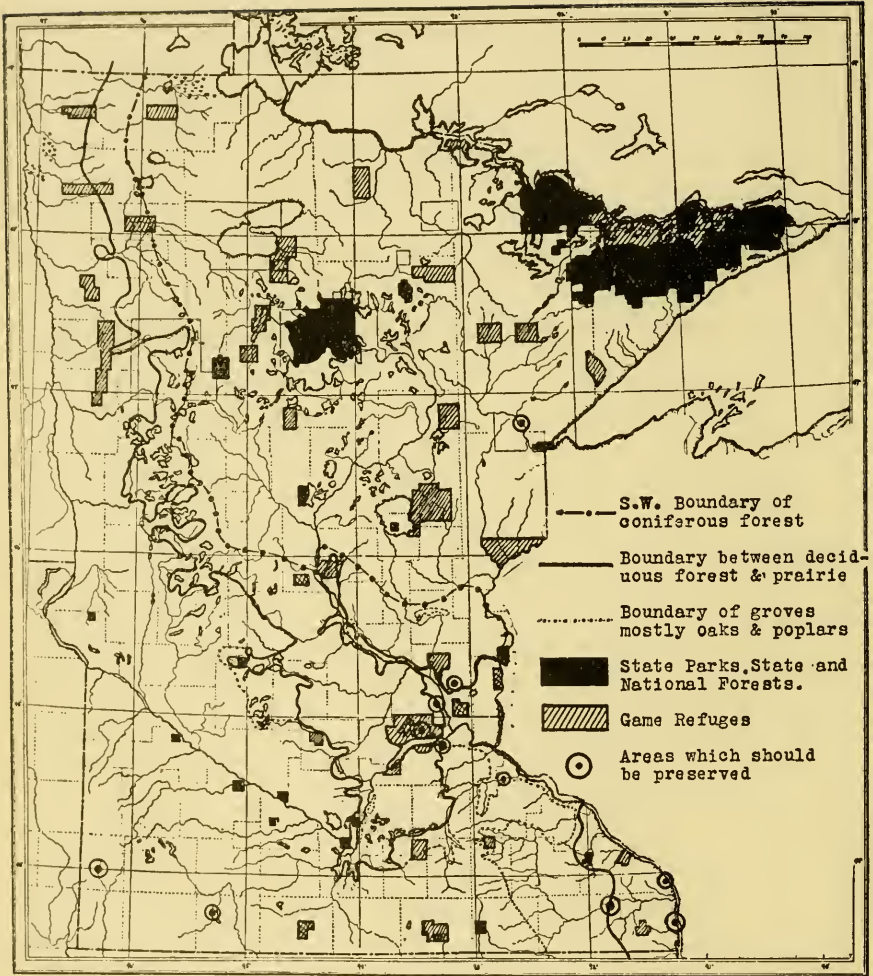 S.W. Boundary of
coniferous forest
Boundary between decid-
uous forest & prairie
Boundary of groves
mostly oaks & poplars
State Parks, State and
National Forests.
Game Refuges
Areas which should
be preserved